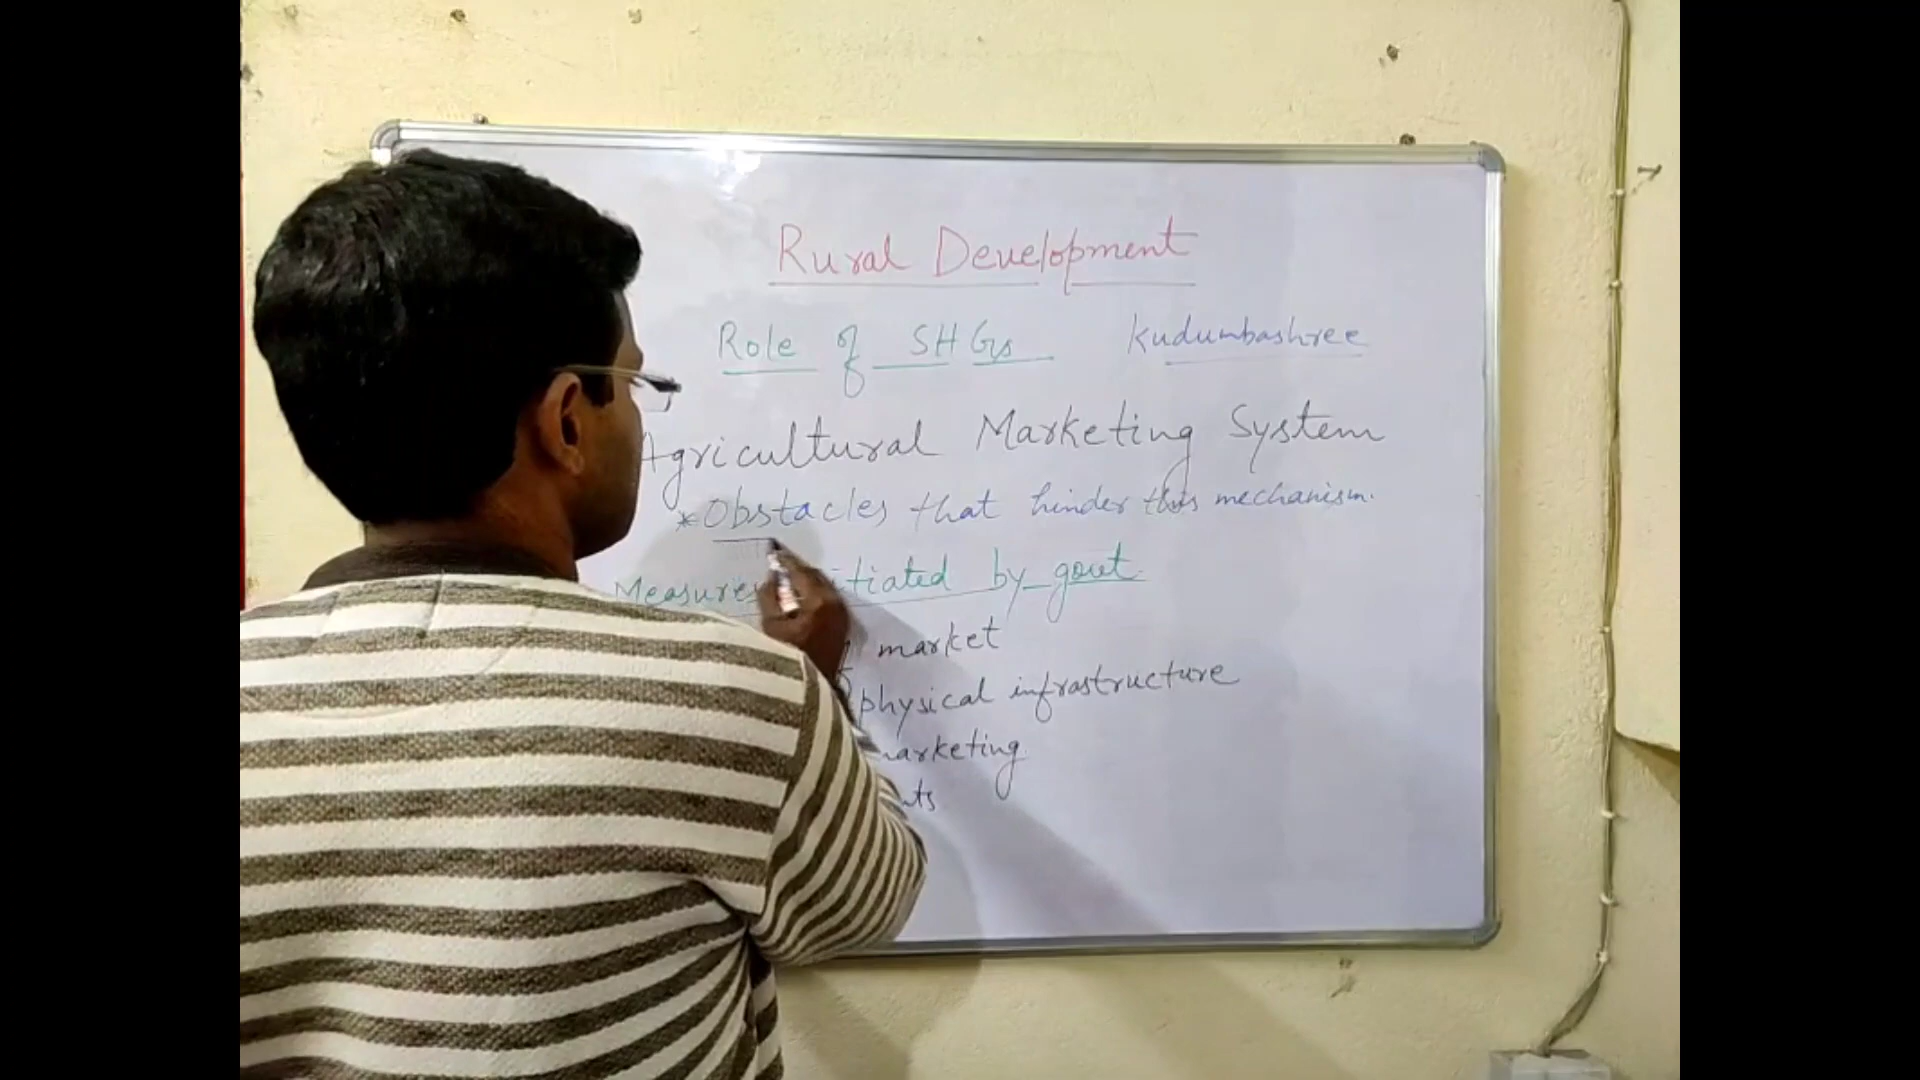 Rural Development
Role of SHGs Kudumbashree
Agricultural Marketing System
* Obstacles that hinder this mechanism.
Measures by govt.
market
physical infrastructure
marketing